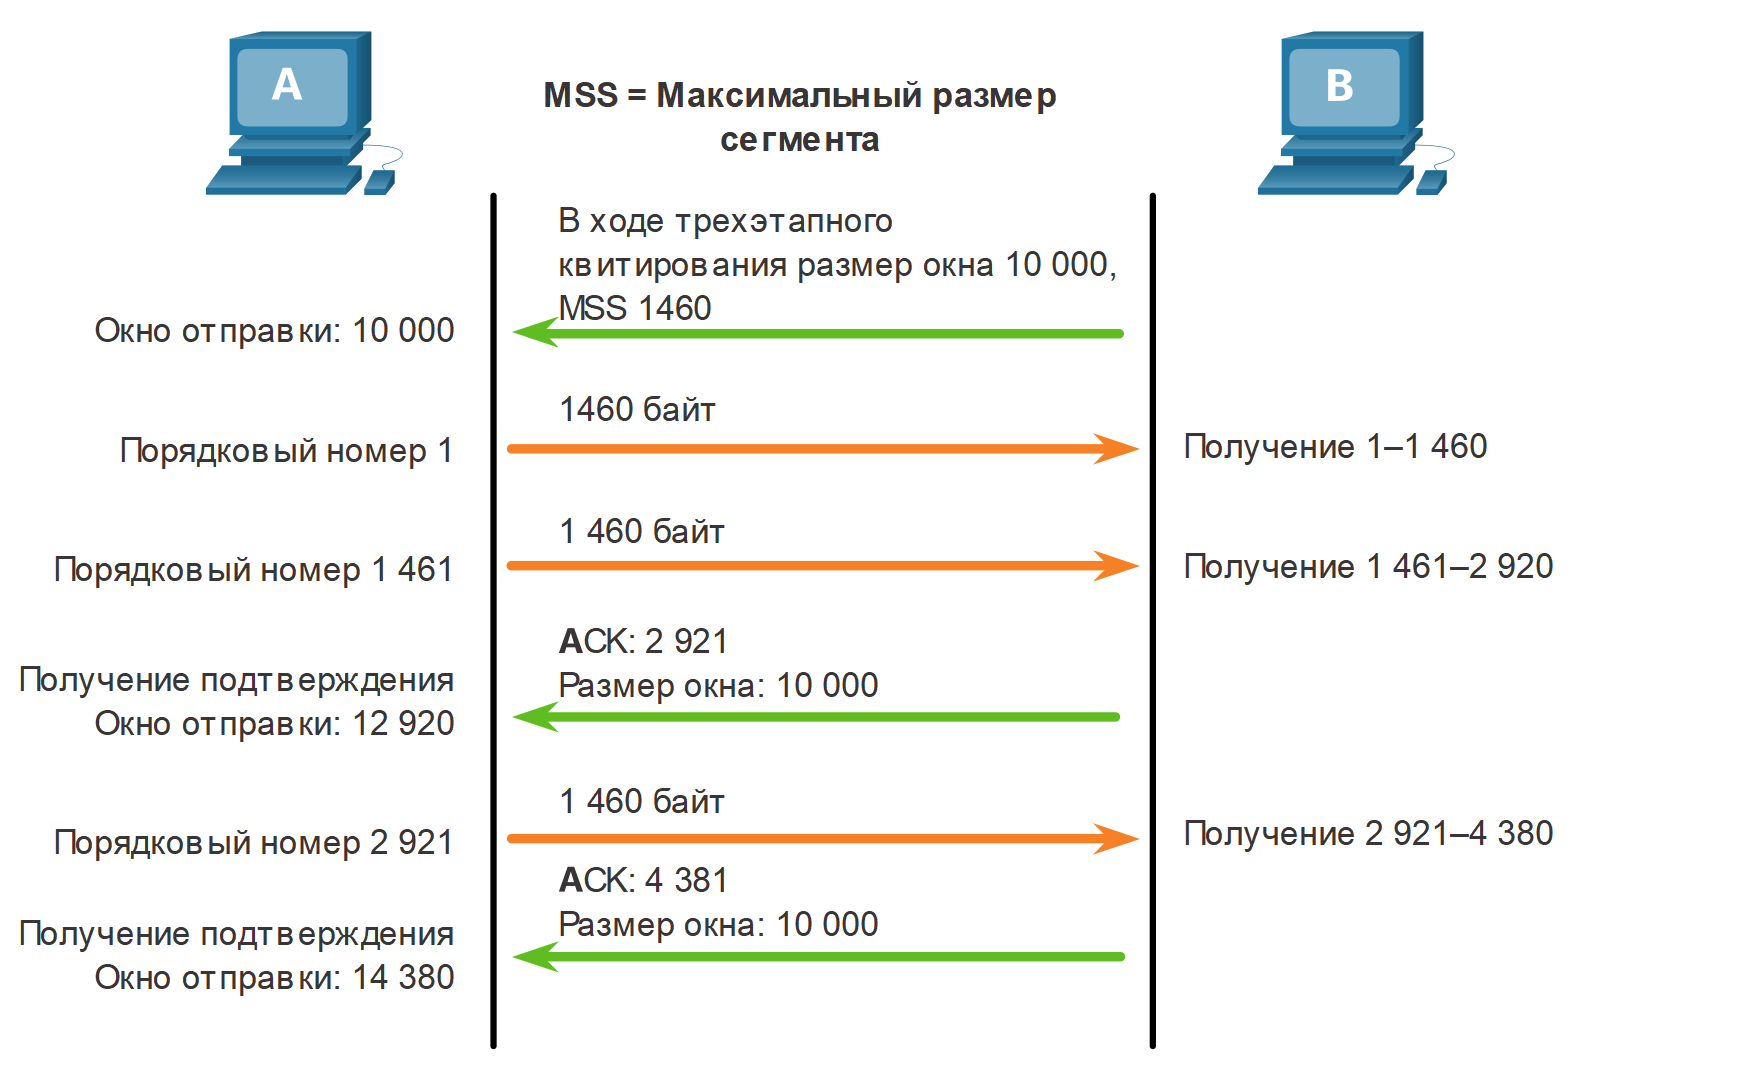 A
B
MSS = Максимальный размер
сегмента
В ходе трехэтапного
квитирования размер окна 10 000,
MSS 1460
Окно отправки: 10 000
1460 байт
Порядковый номер 1
Получение 1–1 460
1 460 байт
Порядковый номер 1 461
Получение 1 461–2 920
ACK: 2 921
Размер окна: 10 000
Получение подтверждения
Окно отправки: 12 920
1 460 байт
Порядковый номер 2 921
Получение 2 921–4 380
ACK: 4 381
Размер окна: 10 000
Получение подтверждения
Окно отправки: 14 380